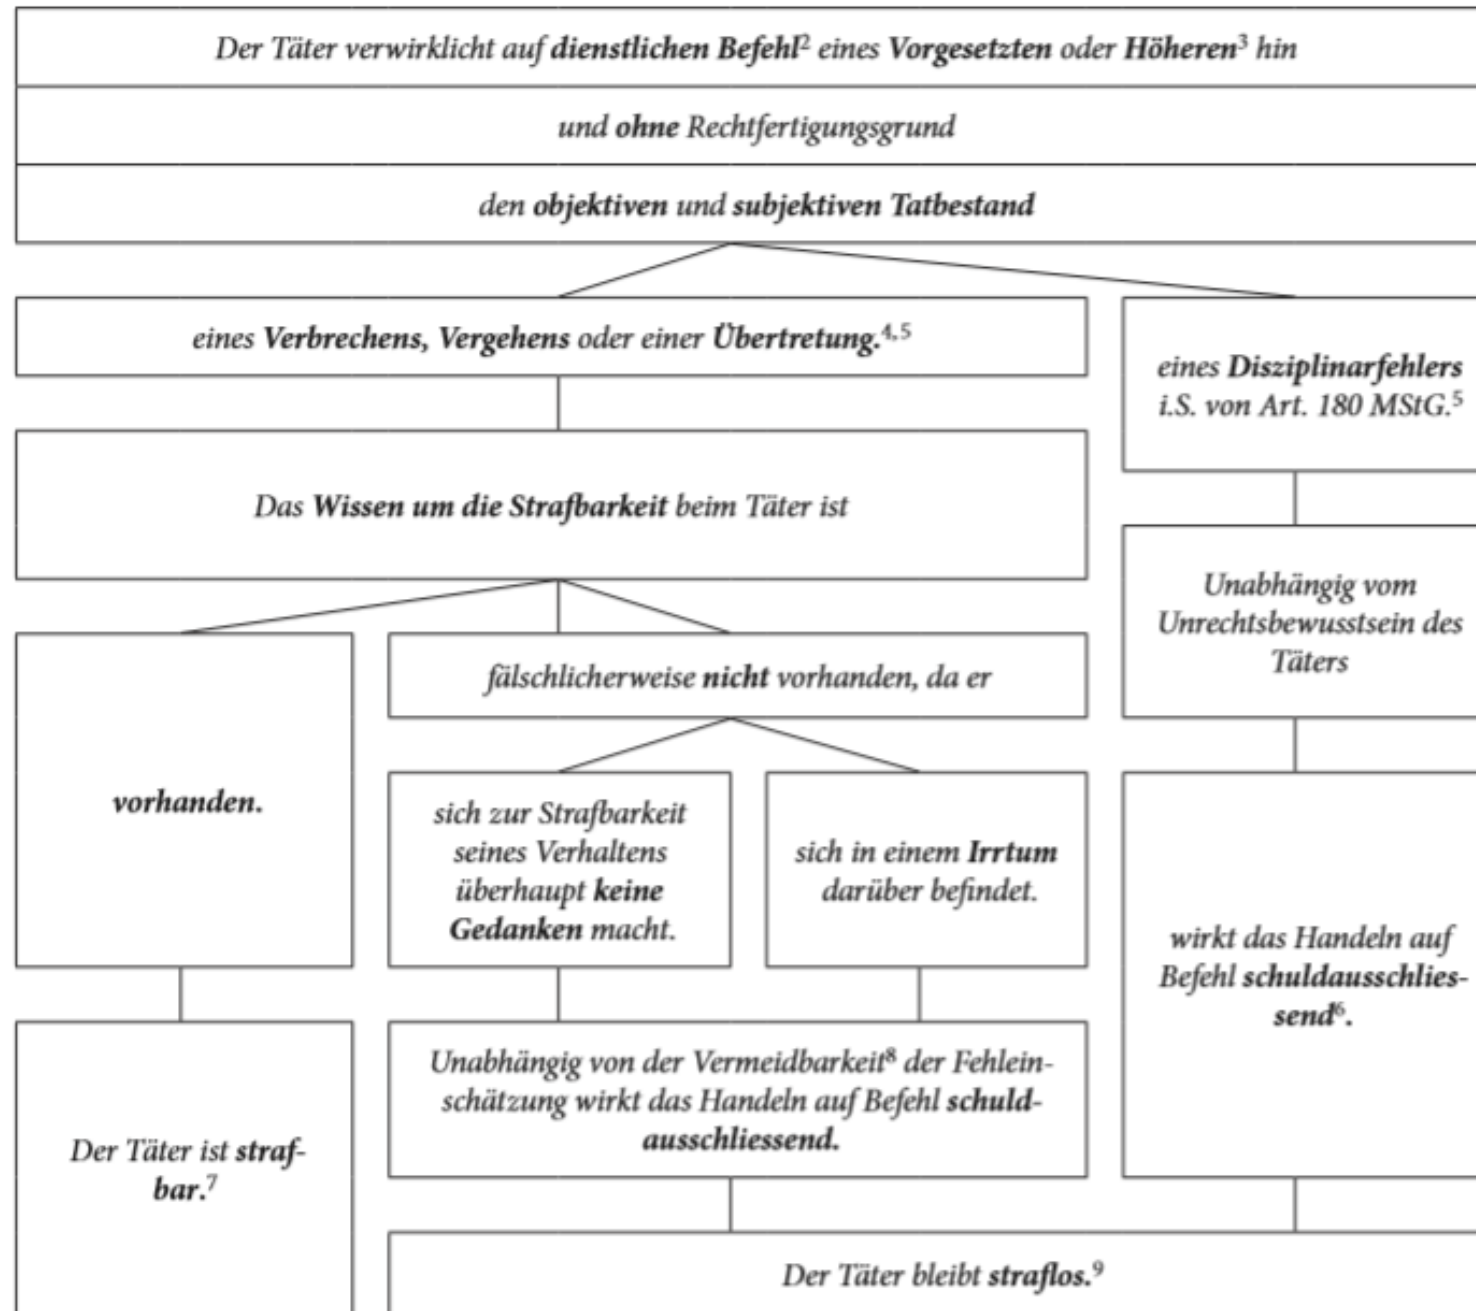 Der Täter verwirklicht auf dienstlichen Befehl² eines Vorgesetzten oder Höheren³ hin
und ohne Rechtfertigungsgrund
den objektiven und subjektiven Tatbestand
eines Verbrechens, Vergehens oder einer Übertretung.⁴,⁵
eines Disziplinarfehlers
i.S. von Art. 180 MStG.⁵
Das Wissen um die Strafbarkeit beim Täter ist
Unabhängig vom
Unrechtsbewusstsein des
Täters
vorhanden.
fälschlicherweise nicht vorhanden, da er
sich zur Strafbarkeit
seines Verhaltens
überhaupt keine
Gedanken macht.
sich in einem Irrtum
darüber befindet.
wirkt das Handeln auf
Befehl schuldausschlies-
send⁶.
Der Täter ist straf-
bar.⁷
Unabhängig von der Vermeidbarkeit⁸ der Fehlein-
schätzung wirkt das Handeln auf Befehl schuld-
ausschliessend.
Der Täter bleibt straflos.⁹